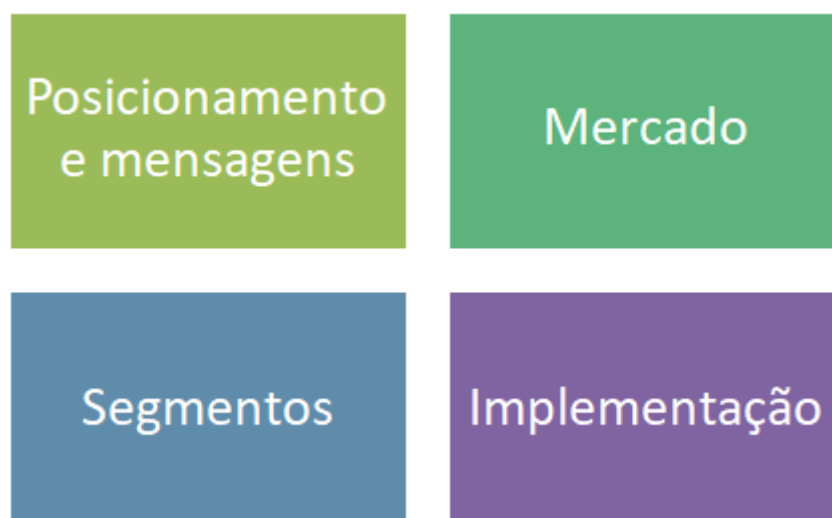 Posicionamento
e mensagens
Mercado
Segmentos
Implementação